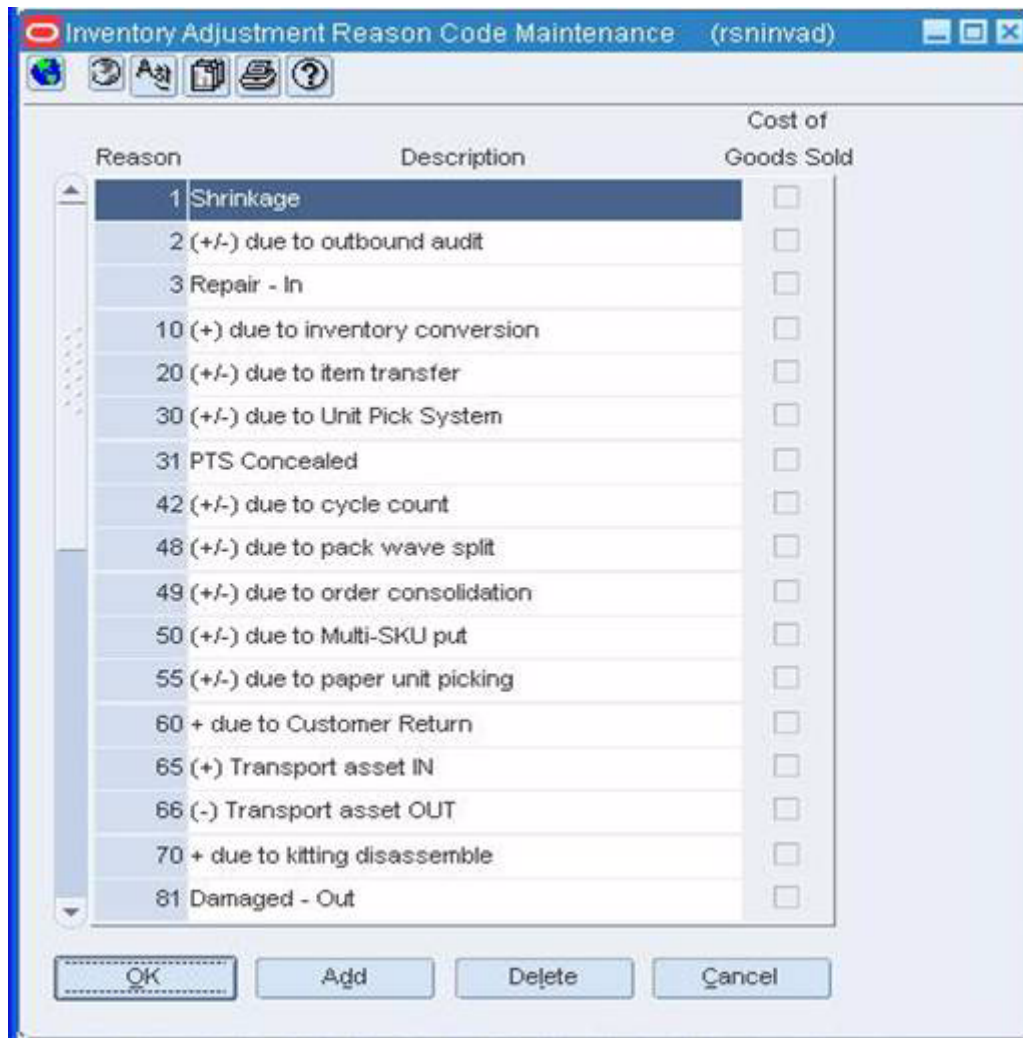 Inventory Adjustment Reason Code Maintenance (rsninvad)
Cost of
Reason Description Goods Sold
1 Shrinkage
2 (+/-) due to outbound audit
3 Repair - In
10 (+) due to inventory conversion
20 (+/-) due to item transfer
30 (+/-) due to Unit Pick System
31 PTS Concealed
42 (+/-) due to cycle count
48 (+/-) due to pack wave split
49 (+/-) due to order consolidation
50 (+/-) due to Multi-SKU put
55 (+/-) due to paper unit picking
60 + due to Customer Return
65 (+) Transport asset IN
66 (-) Transport asset OUT
70 + due to kitting disassemble
81 Damaged - Out
OK Add Delete Cancel